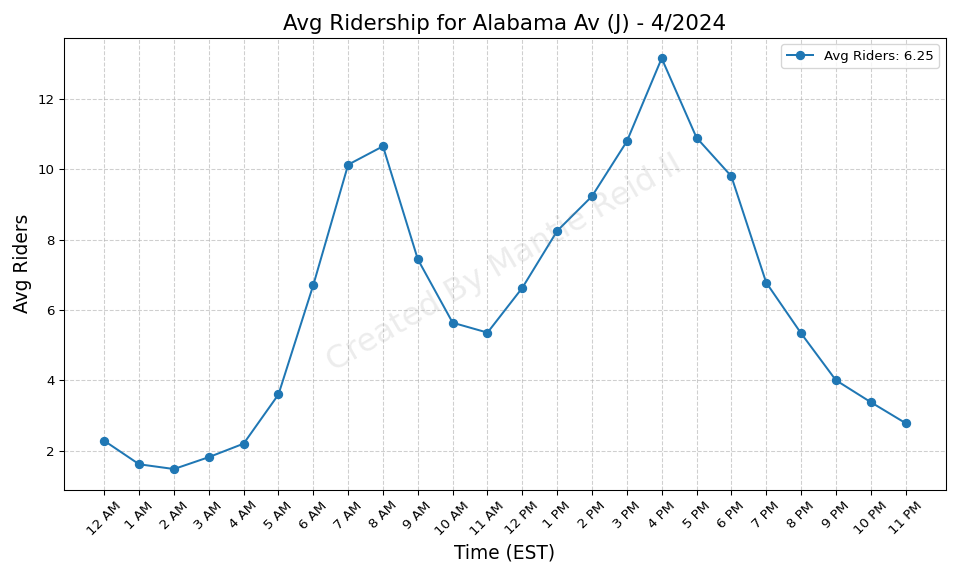 Avg Ridership for Alabama Av (J) - 4/2024
Avg Riders: 6.25
Avg Riders
12
10
8
6
4
2
Created By Mantie Reid II
12 AM
1 AM
2 AM
3 AM
4 AM
5 AM
6 AM
7 AM
8 AM
9 AM
10 AM
11 AM
12 PM
1 PM
2 PM
3 PM
4 PM
5 PM
6 PM
7 PM
8 PM
9 PM
10 PM
11 PM
Time (EST)